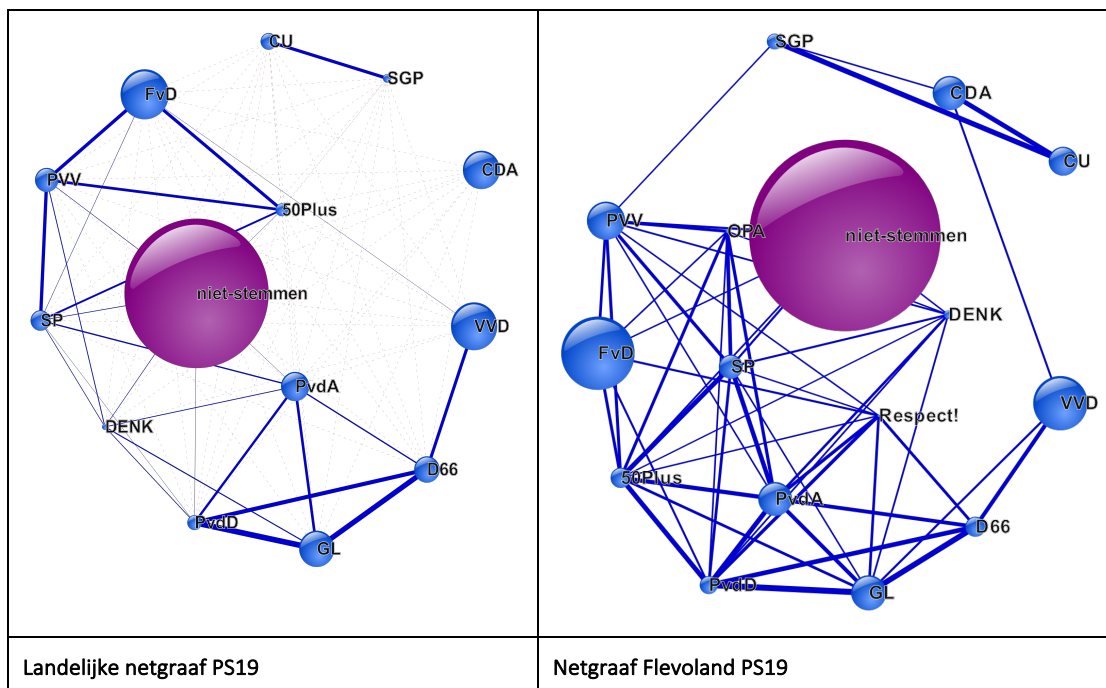 CU
SGP
FvD
CDA
PVV
50Plus
niet-stemmen
SP
VVD
PvdA
DENK
D66
PvdD
GL
Landelijke netgraaf PS19
SGP
CDA
CU
PVV
OPA
niet-stemmen
DENK
FvD
SP
VVD
Respect!
50Plus
PvdA
D66
PvdD
GL
Netgraaf Flevoland PS19